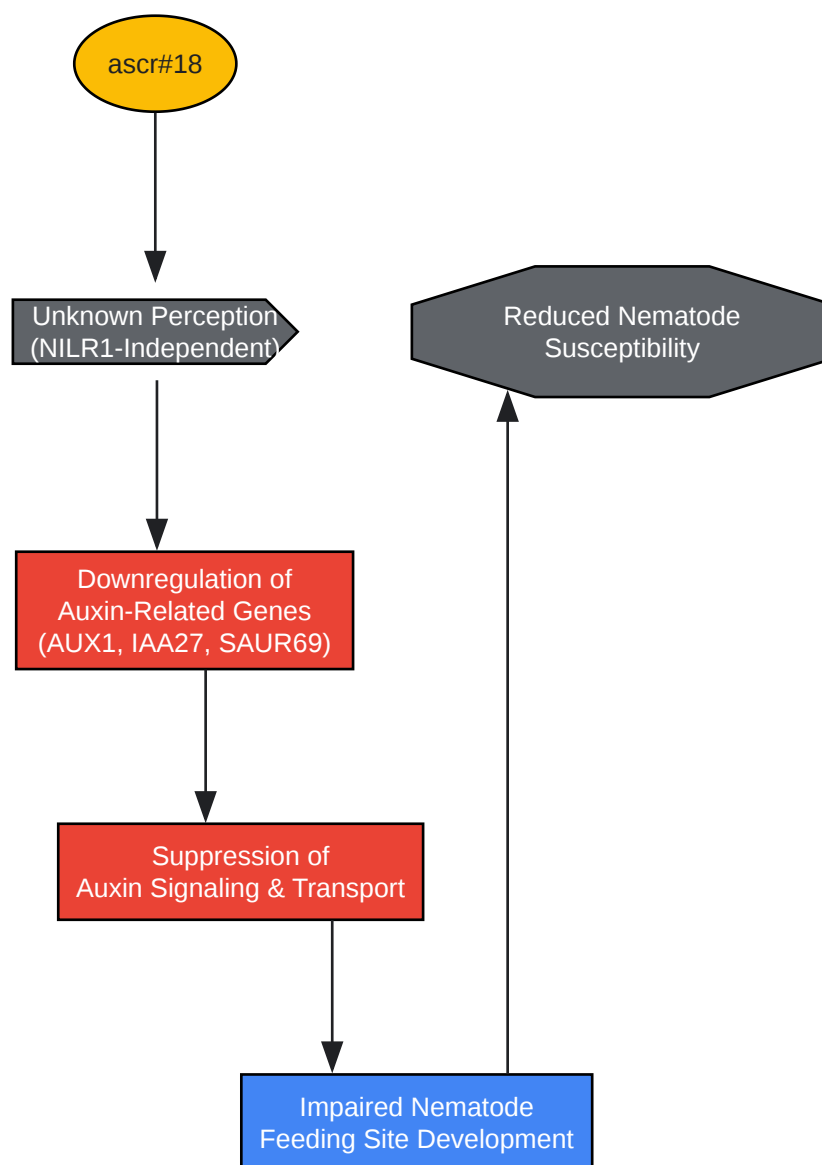 ascr#18
Unknown Perception
(NILR1-Independent)
Reduced Nematode
Susceptibility
Downregulation of
Auxin-Related Genes
(AUX1, IAA27, SAUR69)
Suppression of
Auxin Signaling & Transport
Impaired Nematode
Feeding Site Development